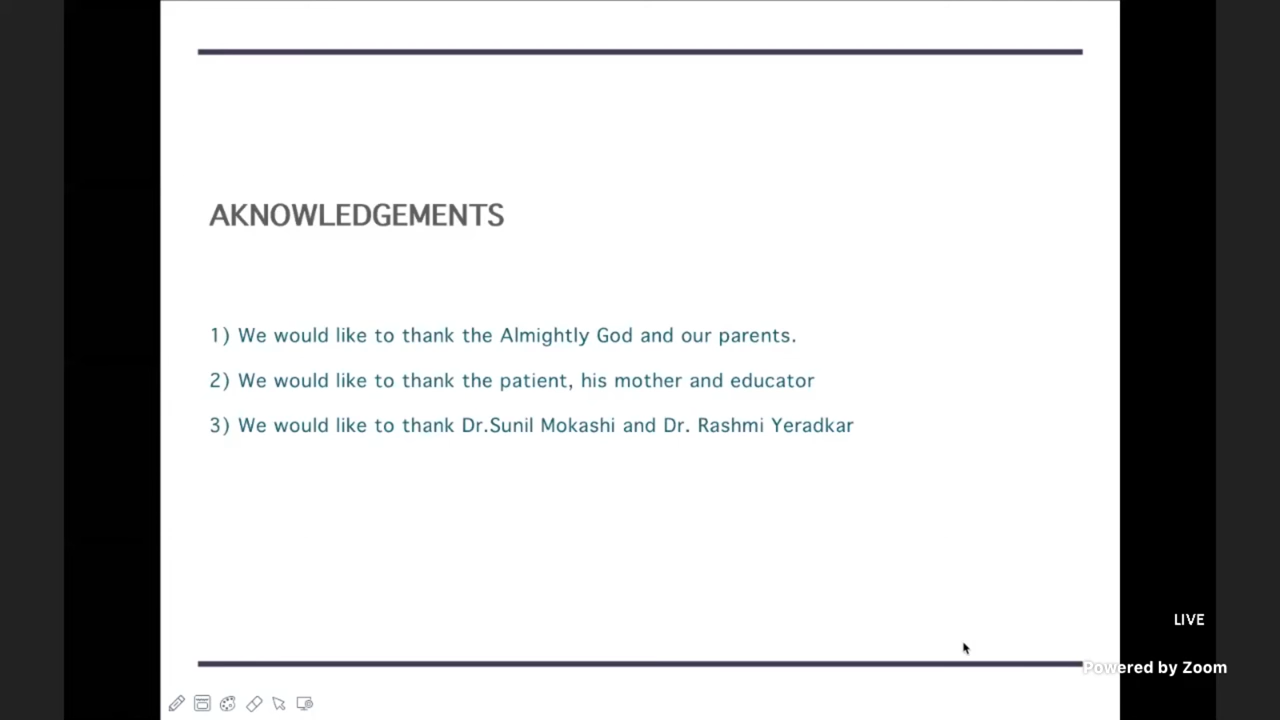 AKNOWLEDGEMENTS
1) We would like to thank the Almightly God and our parents.
2) We would like to thank the patient, his mother and educator
3) We would like to thank Dr.Sunil Mokashi and Dr. Rashmi Yeradkar
LIVE
Powered by Zoom